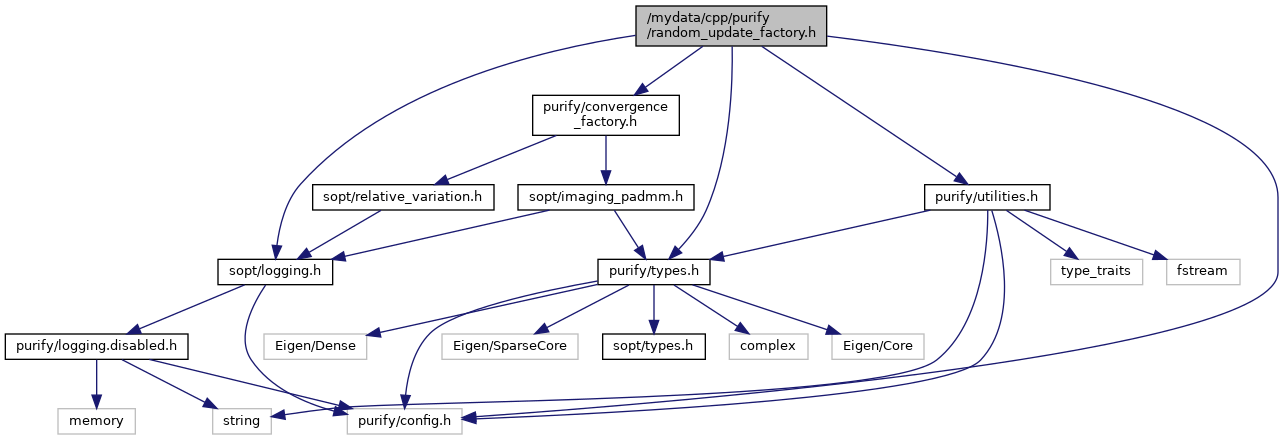 /mydata/cpp/purify
/random_update_factory.h
purify/convergence
_factory.h
sopt/relative_variation.h
sopt/imaging_padmm.h
purify/utilities.h
sopt/logging.h
purify/types.h
type_traits
fstream
purify/logging.disabled.h
Eigen/Dense
Eigen/SparseCore
sopt/types.h
complex
Eigen/Core
memory
string
purify/config.h